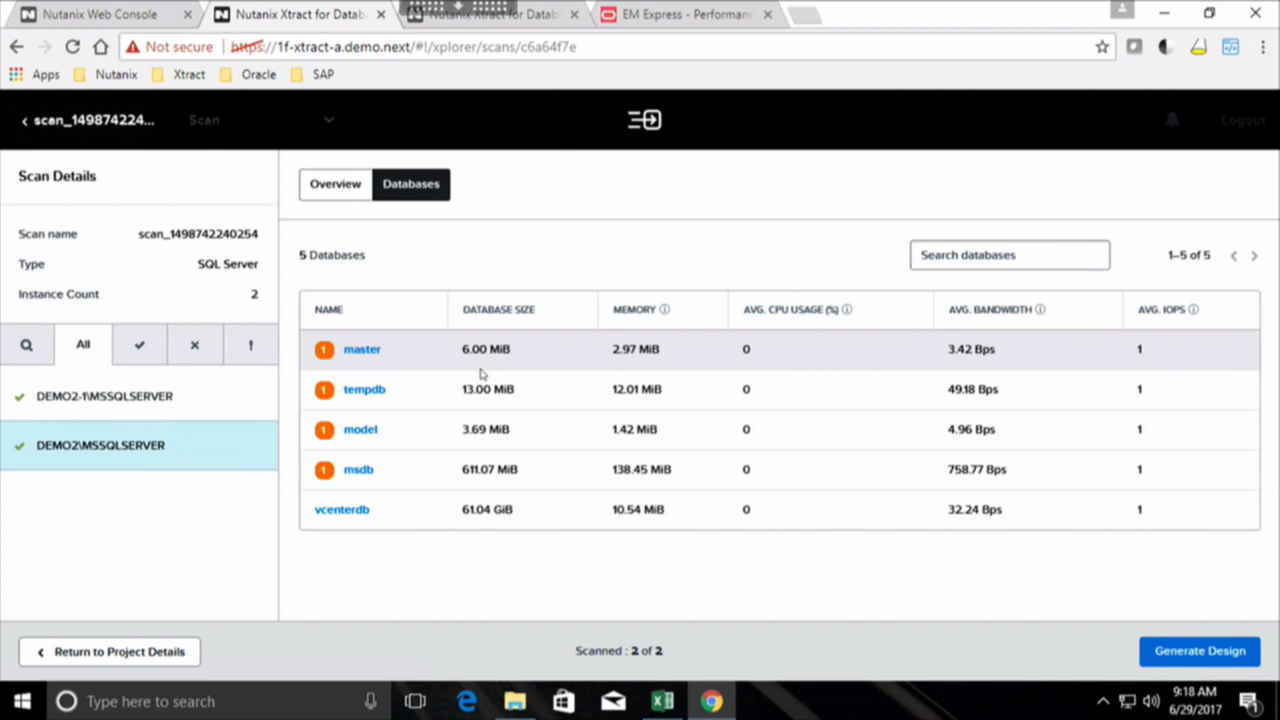 Nutanix Web Console
Nutanix Xtract for Datab
Nutanix Xtract for Datab
EM Express - Performanc
Not secure
https://1f-xtract-a.demo.next/#!/xplorer/scans/c6a64f7e
Apps Nutanix Xtract Oracle SAP
scan_149874224... Scan Logout
Scan Details
Scan name scan_1498742240254
Type SQL Server
Instance Count 2
All
DEMO2-1\MSSQLSERVER
DEMO2\MSSQLSERVER
Overview Databases
5 Databases Search databases 1-5 of 5
NAME DATABASE SIZE MEMORY AVG. CPU USAGE (%) AVG. BANDWIDTH AVG. IOPS
1 master 6.00 MiB 2.97 MiB 0 3.42 Bps 1
1 tempdb 13.00 MiB 12.01 MiB 0 49.18 Bps 1
1 model 3.69 MiB 1.42 MiB 0 4.96 Bps 1
1 msdb 611.07 MiB 138.45 MiB 0 758.77 Bps 1
vcenterdb 61.04 GiB 10.54 MiB 0 32.24 Bps 1
Return to Project Details Scanned : 2 of 2 Generate Design
Type here to search
9:18 AM
6/29/2017
1